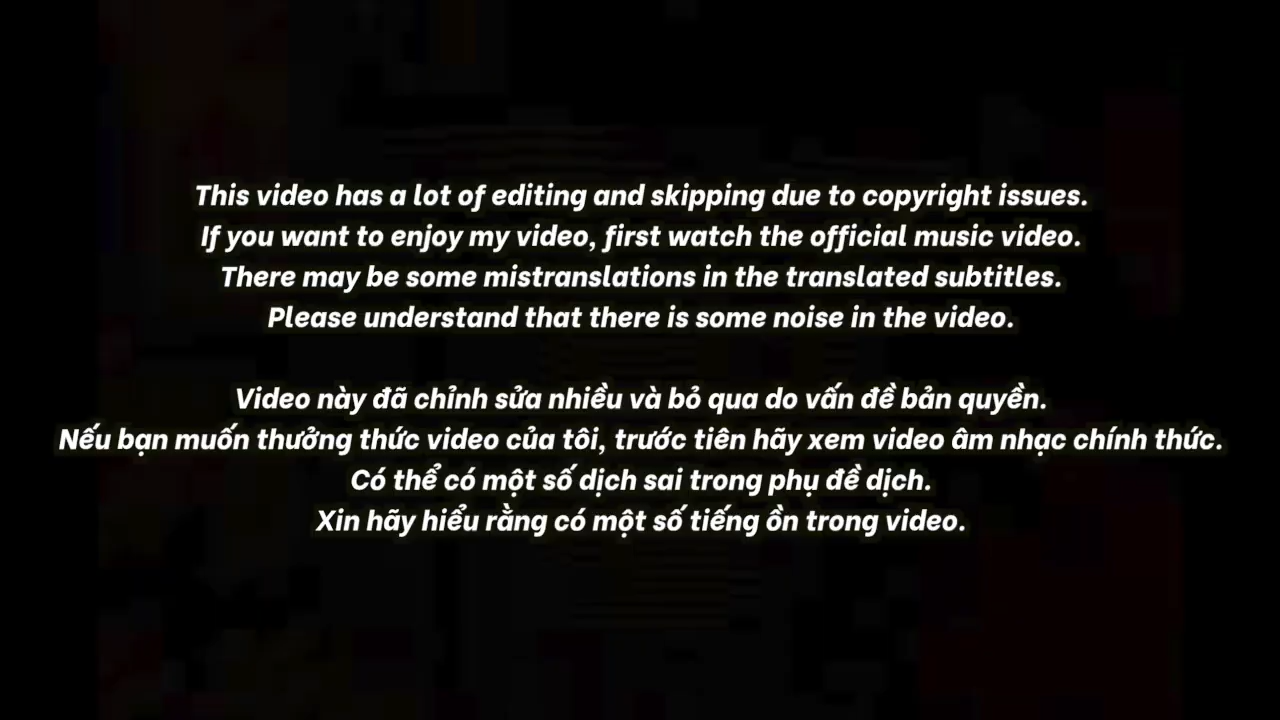 This video has a lot of editing and skipping due to copyright issues.
If you want to enjoy my video, first watch the official music video.
There may be some mistranslations in the translated subtitles.
Please understand that there is some noise in the video.
Video này đã chỉnh sửa nhiều và bỏ qua do vấn đề bản quyền.
Nếu bạn muốn thưởng thức video của tôi, trước tiên hãy xem video âm nhạc chính thức.
Có thể có một số dịch sai trong phụ đề dịch.
Xin hãy hiểu rằng có một số tiếng ồn trong video.